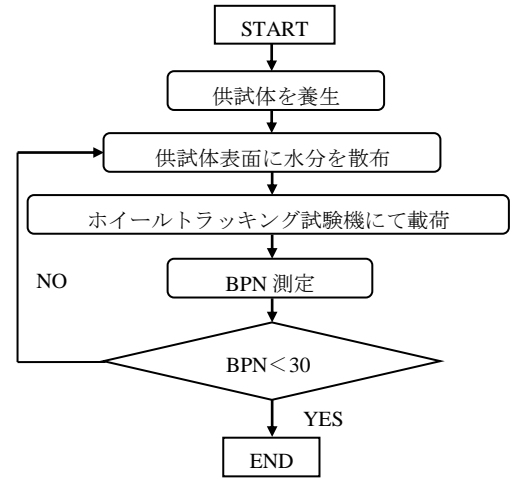 START
供試体を養生
供試体表面に水分を散布
ホイールトラッキング試験機にて載荷
BPN 測定
NO
BPN＜30
YES
END